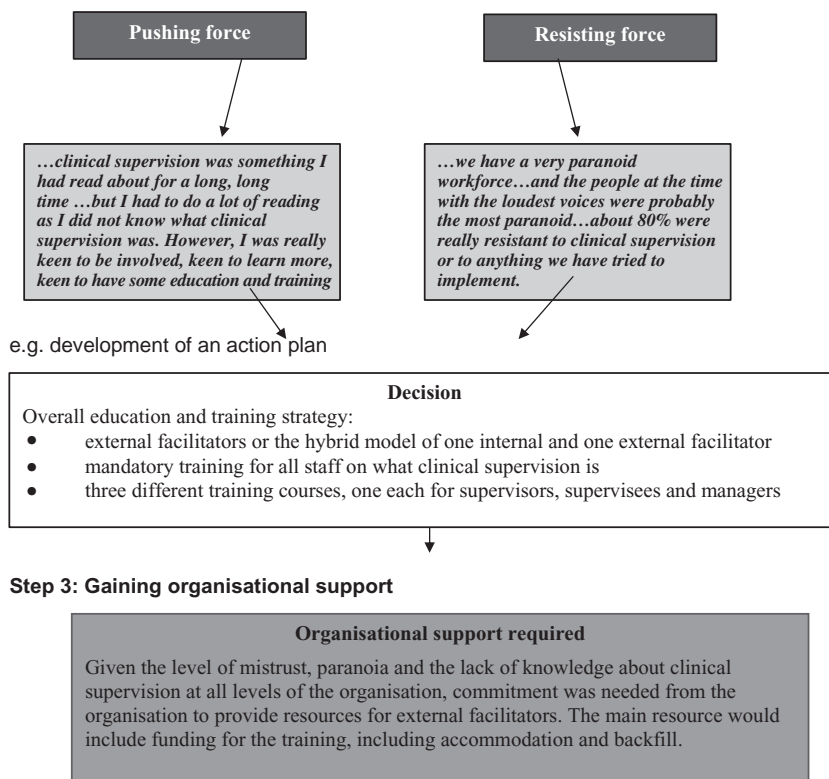 Pushing force
Resisting force
…clinical supervision was something I
had read about for a long, long
time …but I had to do a lot of reading
as I did not know what clinical
supervision was. However, I was really
keen to be involved, keen to learn more,
keen to have some education and training
…we have a very paranoid
workforce…and the people at the time
with the loudest voices were probably
the most paranoid…about 80% were
really resistant to clinical supervision
or to anything we have tried to
implement.
e.g. development of an action plan
Decision
Overall education and training strategy:
● external facilitators or the hybrid model of one internal and one external facilitator
● mandatory training for all staff on what clinical supervision is
● three different training courses, one each for supervisors, supervisees and managers
Step 3: Gaining organisational support
Organisational support required
Given the level of mistrust, paranoia and the lack of knowledge about clinical
supervision at all levels of the organisation, commitment was needed from the
organisation to provide resources for external facilitators. The main resource would
include funding for the training, including accommodation and backfill.